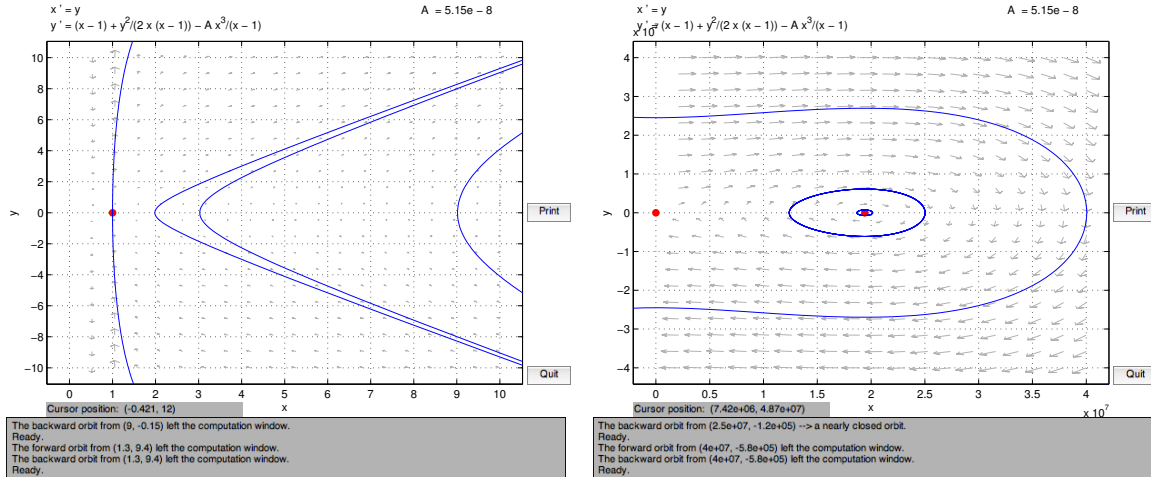 x ' = y
A = 5.15e − 8
y ' = (x − 1) + y²/(2 x (x − 1)) − A x³/(x − 1)
10
8
6
4
2
0
−2
−4
−6
−8
−10
y
0 1 2 3 4 5 6 7 8 9 10
x
Print
Quit
Cursor position: (-0.421, 12)
The backward orbit from (9, -0.15) left the computation window.
Ready.
The forward orbit from (1.3, 9.4) left the computation window.
The backward orbit from (1.3, 9.4) left the computation window.
Ready.
x ' = y
A = 5.15e − 8
y ' = (x − 1) + y²/(2 x (x − 1)) − A x³/(x − 1)
4
3
2
1
0
−1
−2
−3
−4
y
0 0.5 1 1.5 2 2.5 3 3.5 4
x
x 10⁷
Print
Quit
Cursor position: (7.42e+06, 4.87e+07)
The backward orbit from (2.5e+07, -1.2e+05) --> a nearly closed orbit.
Ready.
The forward orbit from (4e+07, -5.8e+05) left the computation window.
The backward orbit from (4e+07, -5.8e+05) left the computation window.
Ready.